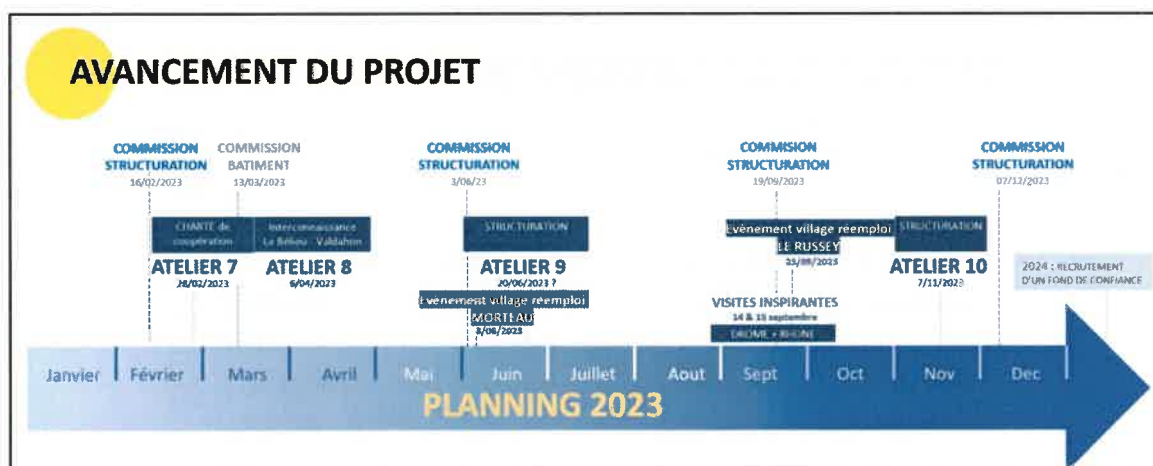 AVANCEMENT DU PROJET
COMMISSION
STRUCTURATION
16/02/2023
COMMISSION
BATIMENT
13/03/2023
COMMISSION
STRUCTURATION
3/06/23
COMMISION
STRUCTURATION
19/09/2023
COMMISSION
STRUCTURATION
07/12/2023
CHARTE de
coopération
ATELIER 7
28/02/2023
Interconnaissance
Valdahon
ATELIER 8
6/04/2023
STRUCTURATION
ATELIER 9
20/06/2023 ?
Evènement village réemploi
MORTEAU
3/06/2023
Evènement village réemploi
LE RUSSEY
VISITES INSPIRANTES
14 & 15 septembre
DROME + RHONE
STRUCTURATION
ATELIER 10
7/11/2023
2024 : RECRUTEMENT
D'UN FOND DE CONFIANCE
Janvier Février Mars Avril Mai Juin Juillet Aout Sept Oct Nov Dec
PLANNING 2023